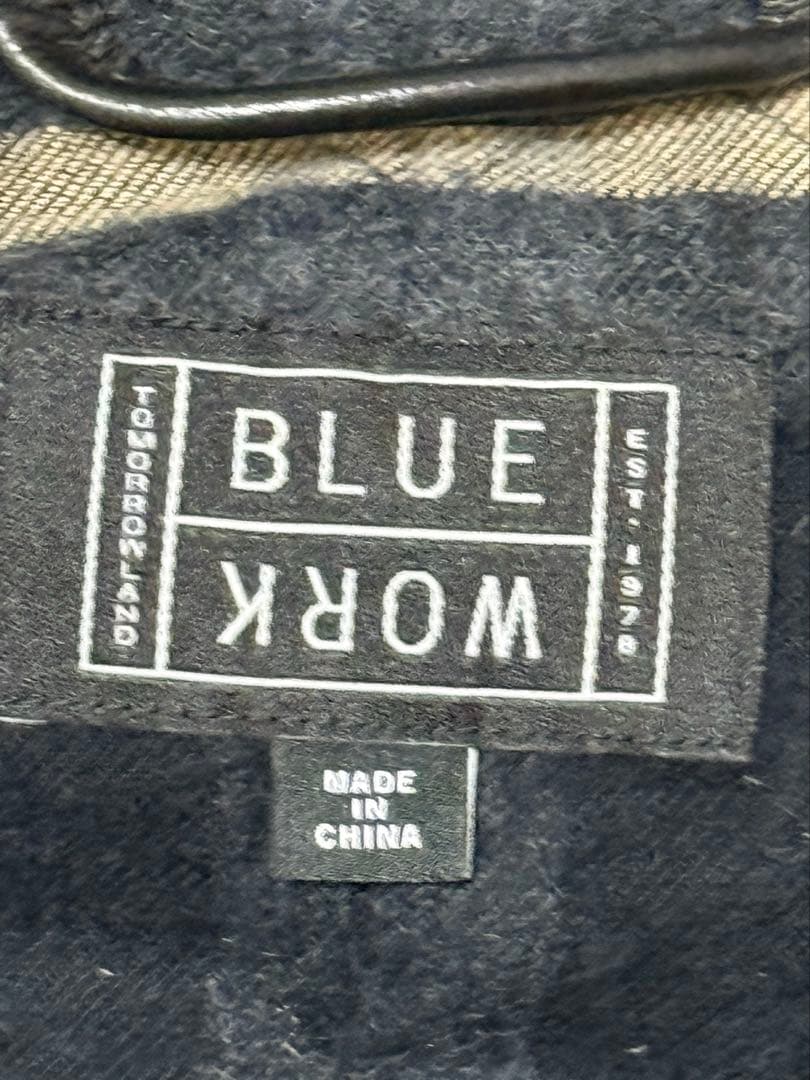 TOMORROWLAND
BLUE
WORK
EST.1978
MADE
IN
CHINA